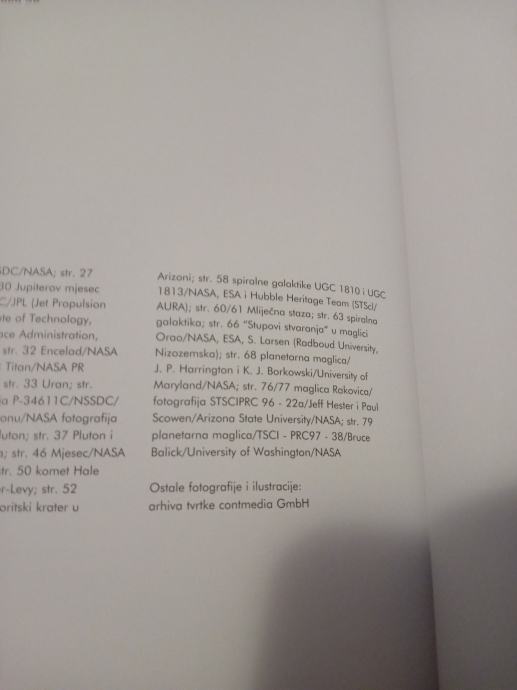 SDC/NASA; str. 27
30 Jupiterov mjesec
C/JPL (Jet Propulsion
te of Technology,
ace Administration,
str. 32 Encelad/NASA
Titan/NASA PR
str. 33 Uran; str.
ja P-34611C/NSSDC/
onu/NASA fotografija
luton; str. 37 Pluton i
a; str. 46 Mjesec/NASA
str. 50 komet Hale
r-Levy; str. 52
oritski krater u
Arizoni; str. 58 spiralne galaktike UGC 1810 i UGC
1813/NASA, ESA i Hubble Heritage Team (STScI/
AURA); str. 60/61 Mliječna staza; str. 63 spiralna
galaktika; str. 66 "Stupovi stvaranja" u maglici
Orao/NASA, ESA, S. Larsen (Radboud University,
Nizozemska); str. 68 planetarna maglica/
J. P. Harrington i K. J. Borkowski/University of
Maryland/NASA; str. 76/77 maglica Rakovica/
fotografija STSCIPRC 96 - 22a/Jeff Hester i Paul
Scowen/Arizona State University/NASA; str. 79
planetarna maglica/TSCI - PRC97 - 38/Bruce
Balick/University of Washington/NASA
Ostale fotografije i ilustracije:
arhiva tvrtke contmedia GmbH